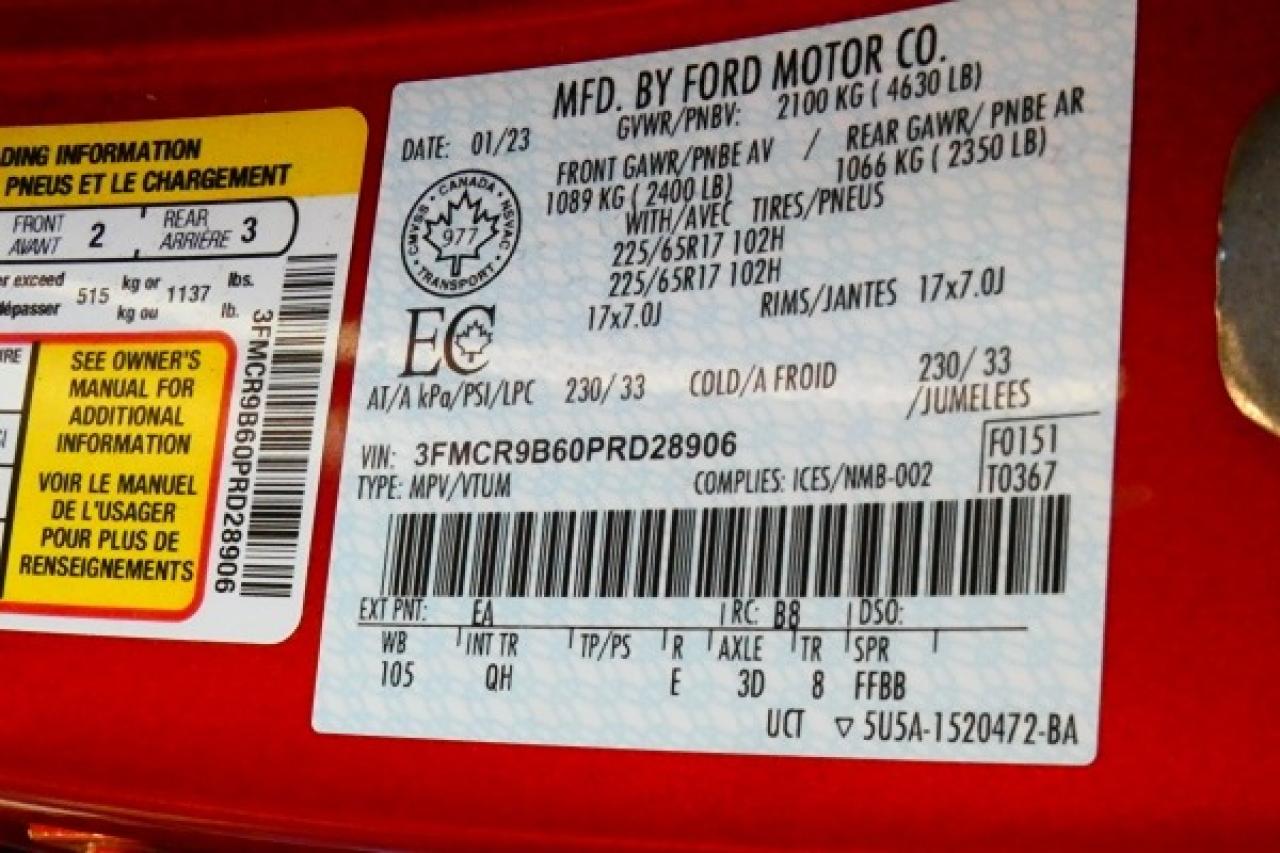 DING INFORMATION
PNEUS ET LE CHARGEMENT
FRONT
AVANT 2
REAR
ARRIÈRE 3
exceed 515 kg or 1137 lbs.
dépasser kg ou lb.
SEE OWNER'S
MANUAL FOR
ADDITIONAL
INFORMATION
VOIR LE MANUEL
DE L'USAGER
POUR PLUS DE
RENSEIGNEMENTS
3FMCR9B60PRD28906
MFD. BY FORD MOTOR CO.
DATE: 01/23 GVWR/PNBV: 2100 KG ( 4630 LB)
FRONT GAWR/PNBE AV / REAR GAWR/ PNBE AR
1089 KG ( 2400 LB) 1066 KG ( 2350 LB)
WITH/AVEC TIRES/PNEUS
225/65R17 102H
225/65R17 102H
17x7.0J RIMS/JANTES 17x7.0J
CANADA
CMVSS 977 NSVAC
TRANSPORT
EC
AT/A kPa/PSI/LPC 230/ 33 COLD/A FROID 230/ 33
/JUMELEES
VIN: 3FMCR9B60PRD28906 F0151
TYPE: MPV/VTUM COMPLIES: ICES/NMB-002 T0367
EXT PNT: EA RC: B8 DSO:
WB INT TR TP/PS R AXLE TR SPR
105 QH E 3D 8 FFBB
UCT ▽ 5U5A-1520472-BA